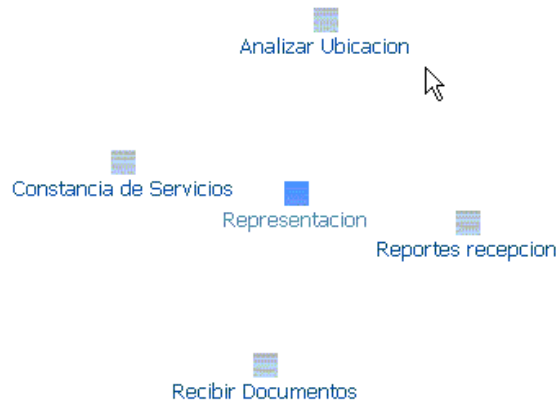 Analizar Ubicacion
Constancia de Servicios
Representacion
Reportes recepcion
Recibir Documentos